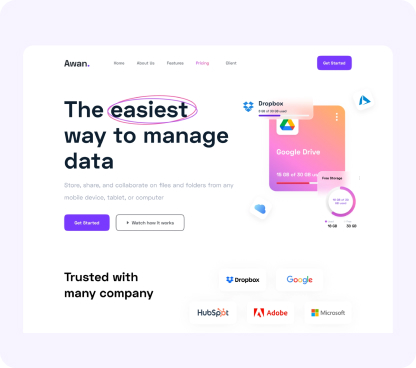 Awan.
Home About Us Features Pricing Client
Get Started
The easiest
way to manage
data
Store, share, and collaborate on files and folders from any
mobile device, tablet, or computer
Get Started
Watch how it works
Dropbox
Google Drive
16 GB of 30 GB used
Free Storage
16 GB of 30 GB
used
16 GB 30 GB
Trusted with
many company
Dropbox Google
HubSpot Adobe Microsoft